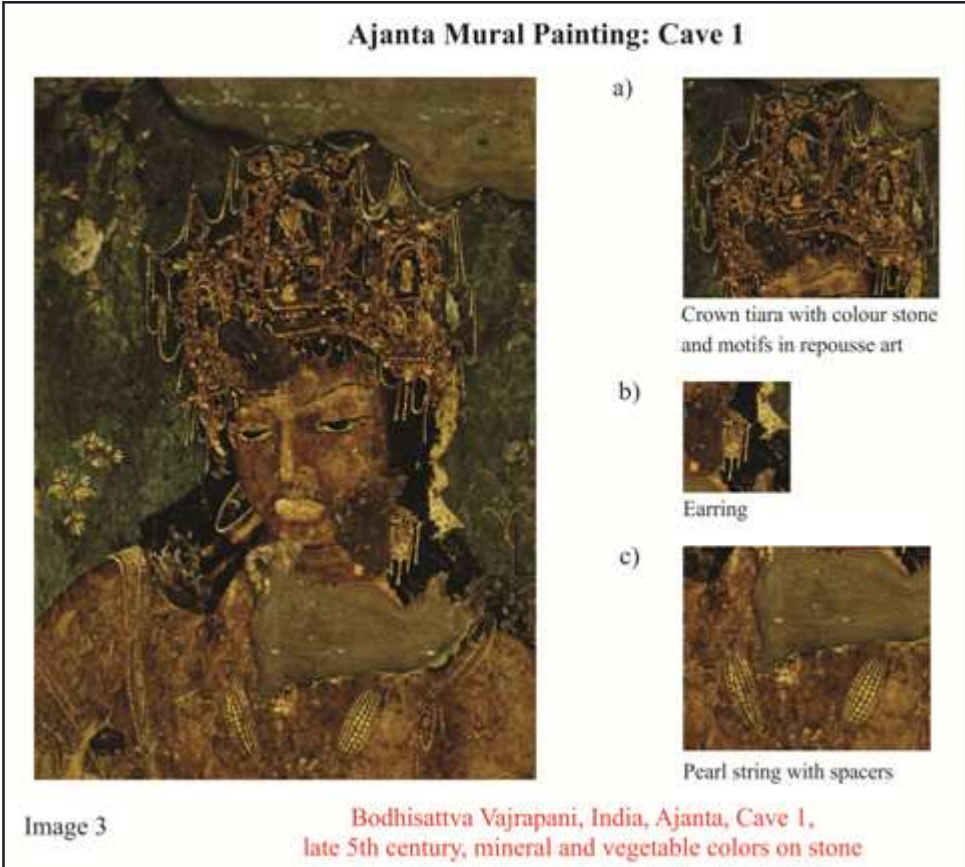 Ajanta Mural Painting: Cave 1
a)
Crown tiara with colour stone
and motifs in repousse art
b)
Earring
c)
Pearl string with spacers
Image 3
Bodhisattva Vajrapani, India, Ajanta, Cave 1,
late 5th century, mineral and vegetable colors on stone